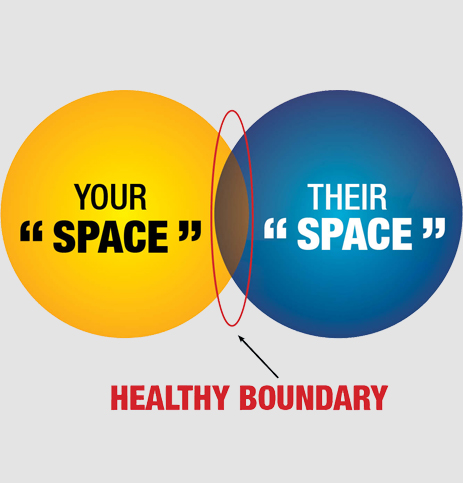 YOUR
“ SPACE ”
THEIR
“ SPACE ”
HEALTHY BOUNDARY